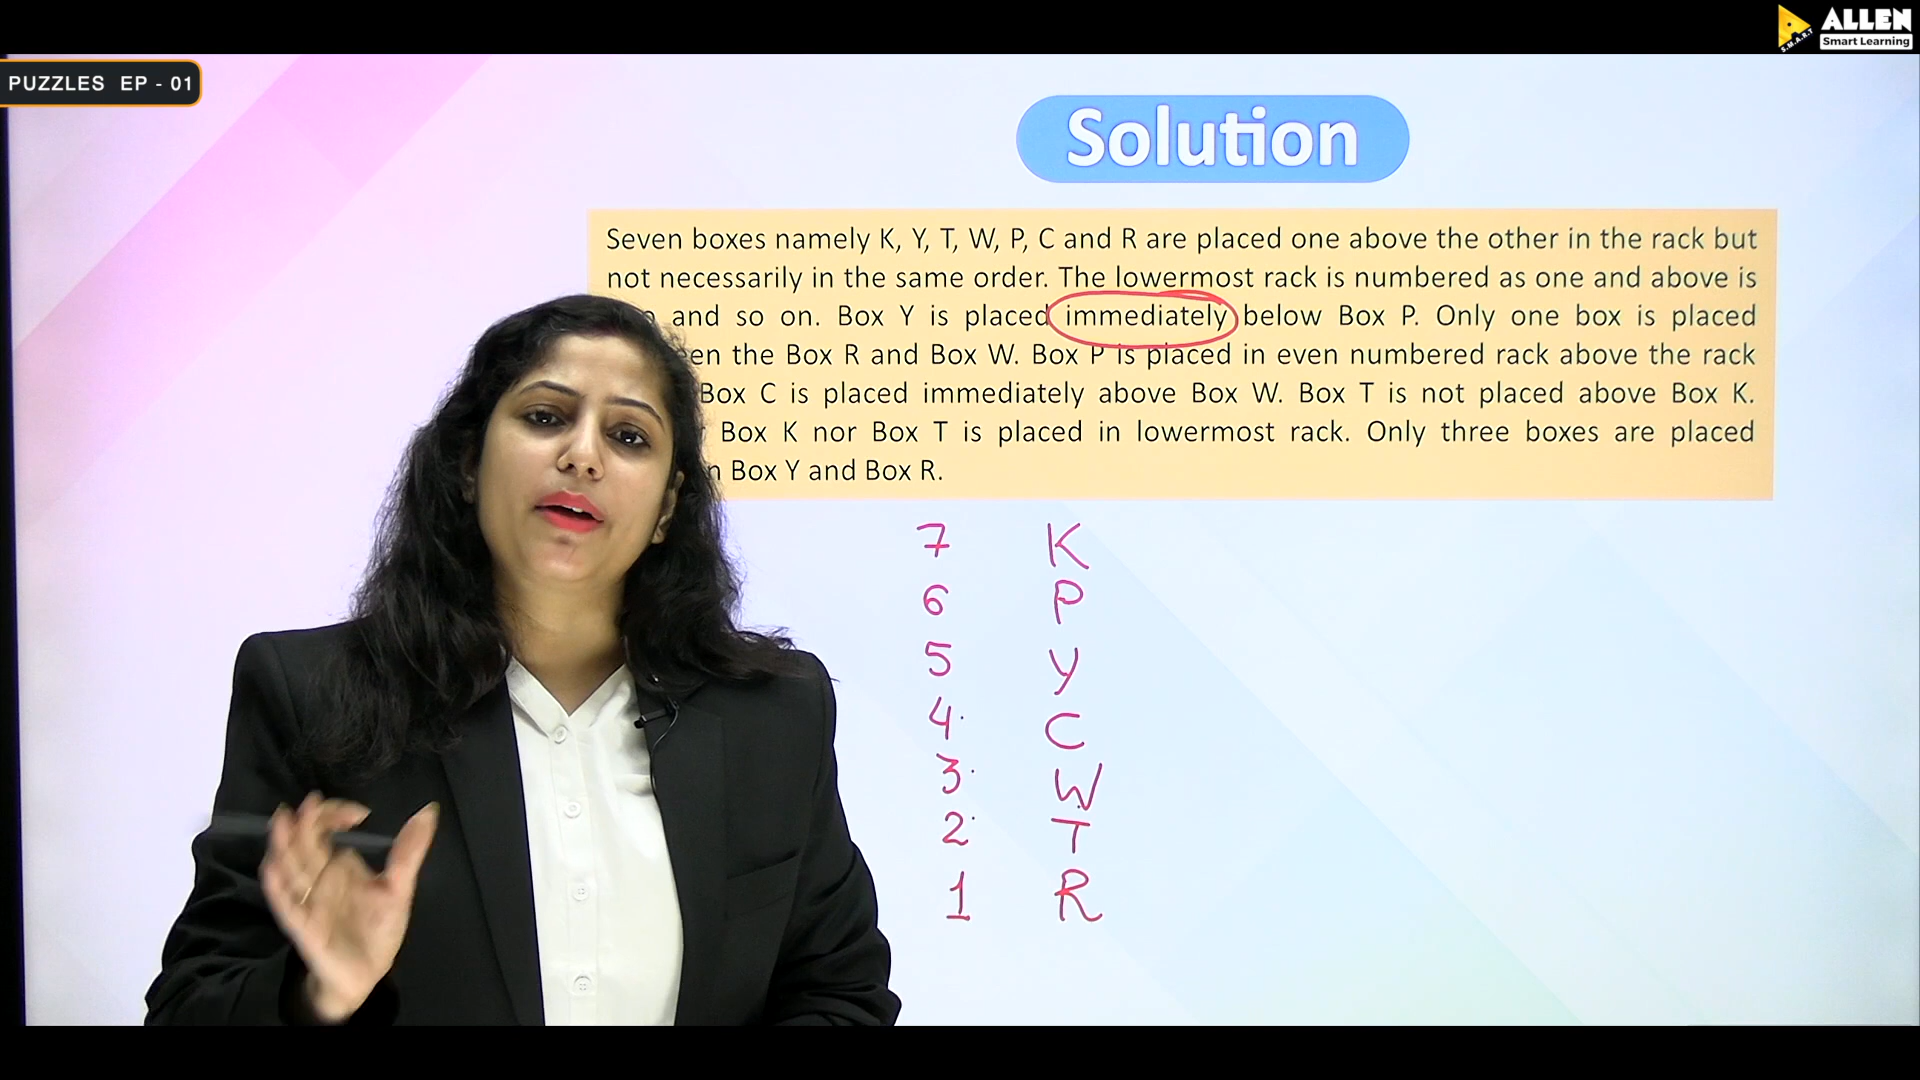 ALLEN
S.M.A.R.T
Smart Learning
PUZZLES EP - 01
Solution
Seven boxes namely K, Y, T, W, P, C and R are placed one above the other in the rack but
not necessarily in the same order. The lowermost rack is numbered as one and above is
and so on. Box Y is placed immediately below Box P. Only one box is placed
the Box R and Box W. Box P is placed in even numbered rack above the rack
Box C is placed immediately above Box W. Box T is not placed above Box K.
Box K nor Box T is placed in lowermost rack. Only three boxes are placed
Box Y and Box R.
7 K
6 P
5 Y
4. C
3. W
2. T
1 R